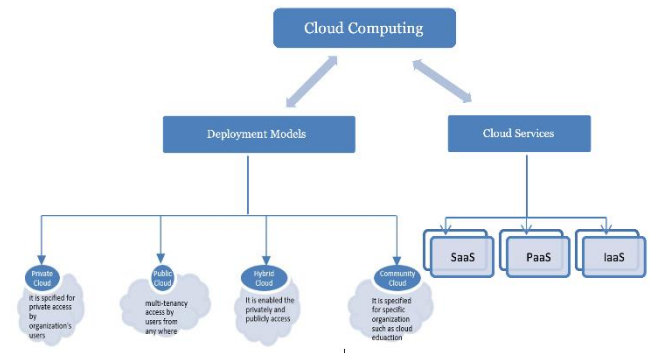 Cloud Computing
Deployment Models
Cloud Services
Private
Cloud
it is spcified for
private access
by
organization's
users
Public
Cloud
multi-tenancy
access by
users from
any where
Hybrid
Cloud
It is enabled the
privately and
publicly access
Community
Cloud
It is specified
for specific
organization
such as cloud
eduaction
SaaS
PaaS
IaaS